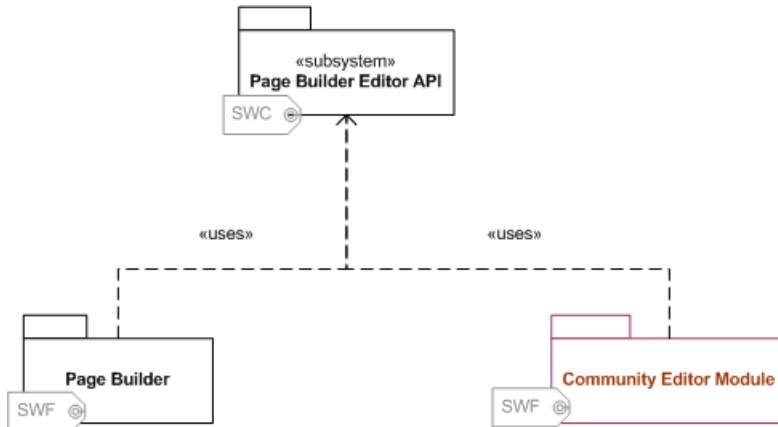 «subsystem»
Page Builder Editor API
SWC
«uses»
«uses»
Page Builder
Community Editor Module
SWF
SWF